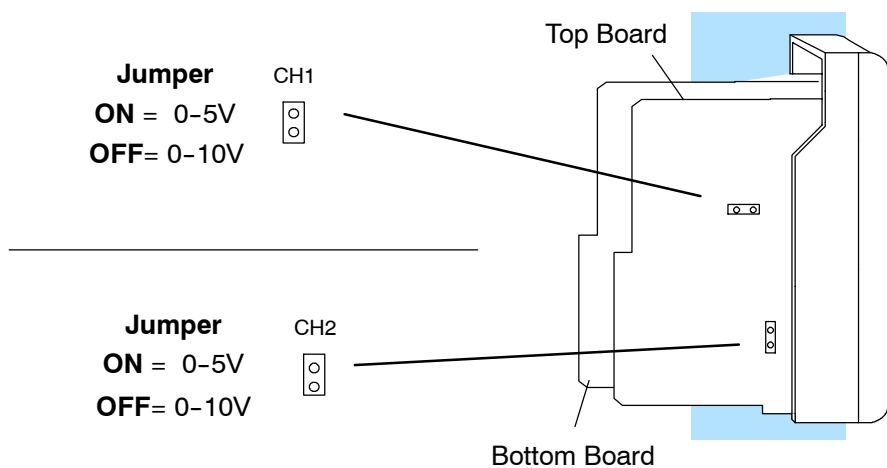 Top Board
Jumper
CH1
ON = 0–5V
OFF= 0–10V
Jumper
CH2
ON = 0–5V
OFF= 0–10V
Bottom Board